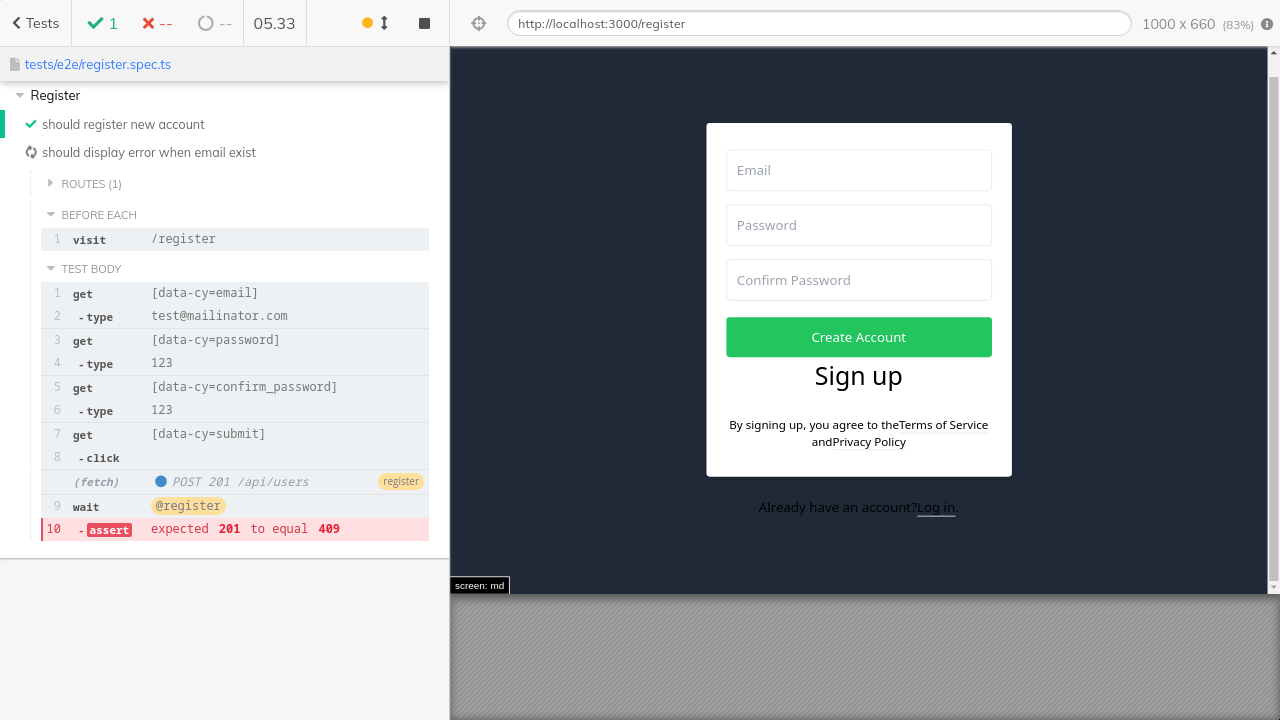 Tests 1 -- -- 05.33
http://localhost:3000/register 1000 x 660 (83%)
tests/e2e/register.spec.ts
Register
should register new account
should display error when email exist
ROUTES (1)
BEFORE EACH
1 visit /register
TEST BODY
1 get [data-cy=email]
2 - type test@mailinator.com
3 get [data-cy=password]
4 - type 123
5 get [data-cy=confirm_password]
6 - type 123
7 get [data-cy=submit]
8 - click
(fetch) POST 201 /api/users register
9 wait @register
10 - assert expected 201 to equal 409
Email
Password
Confirm Password
Create Account
Sign up
By signing up, you agree to theTerms of Service
andPrivacy Policy
Already have an account?Log in.
screen: md